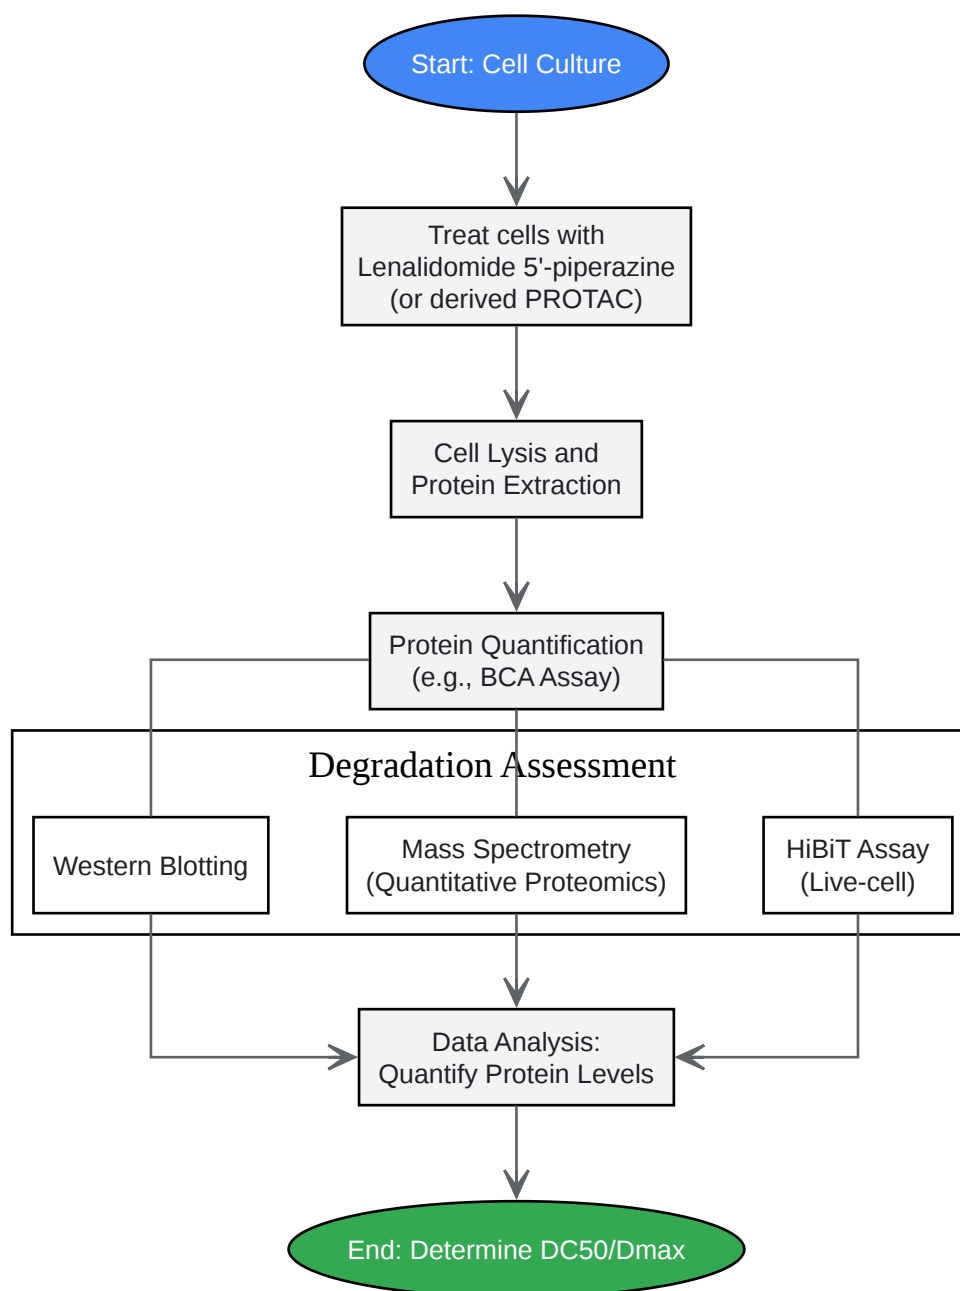 Start: Cell Culture
Treat cells with
Lenalidomide 5'-piperazine
(or derived PROTAC)
Cell Lysis and
Protein Extraction
Protein Quantification
(e.g., BCA Assay)
Degradation Assessment
Western Blotting
Mass Spectrometry
(Quantitative Proteomics)
HiBiT Assay
(Live-cell)
Data Analysis:
Quantify Protein Levels
End: Determine DC50/Dmax